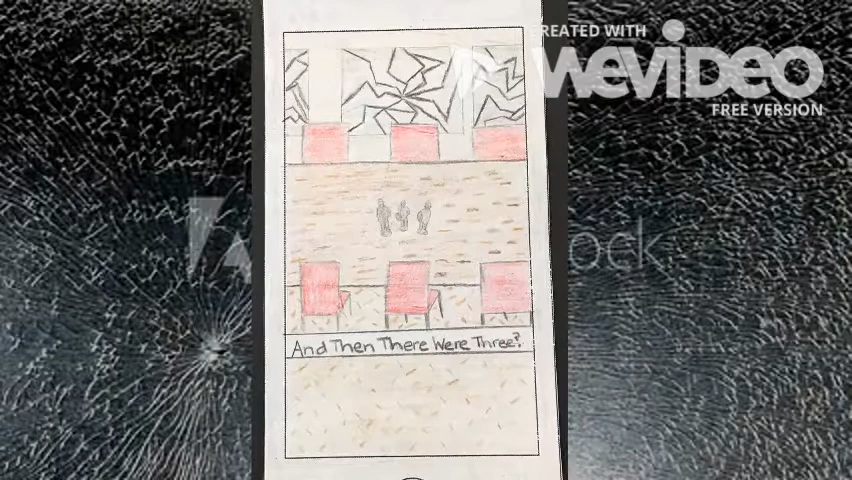 CREATED WITH
WeVideo
FREE VERSION
And Then There Were Three?